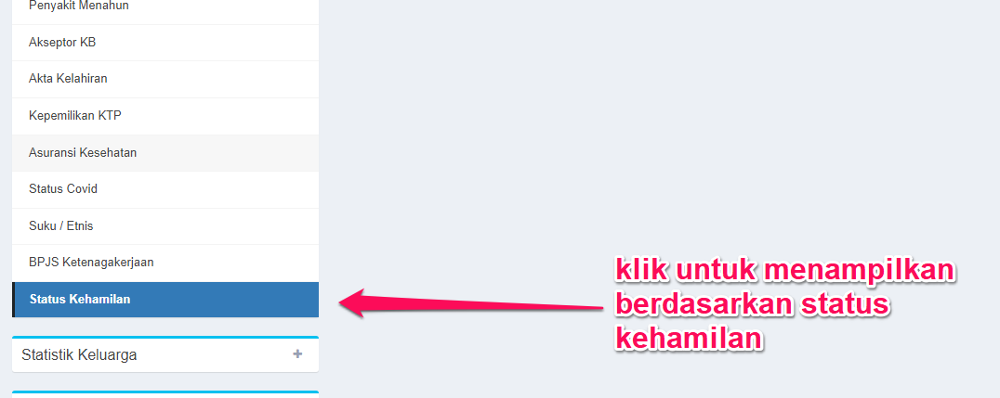 Penyakit Menahun
Akseptor KB
Akta Kelahiran
Kepemilikan KTP
Asuransi Kesehatan
Status Covid
Suku / Etnis
BPJS Ketenagakerjaan
Status Kehamilan
klik untuk menampilkan
berdasarkan status
kehamilan
Statistik Keluarga +